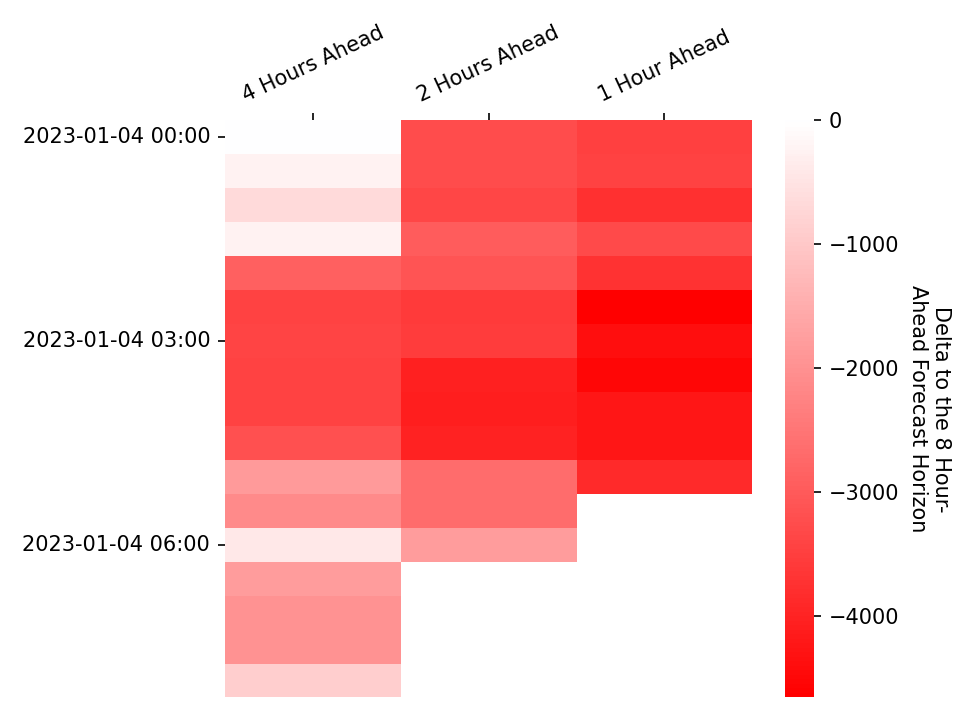 4 Hours Ahead
2 Hours Ahead
1 Hour Ahead
2023-01-04 00:00
2023-01-04 03:00
2023-01-04 06:00
0
−1000
−2000
−3000
−4000
Delta to the 8 Hour-
Ahead Forecast Horizon